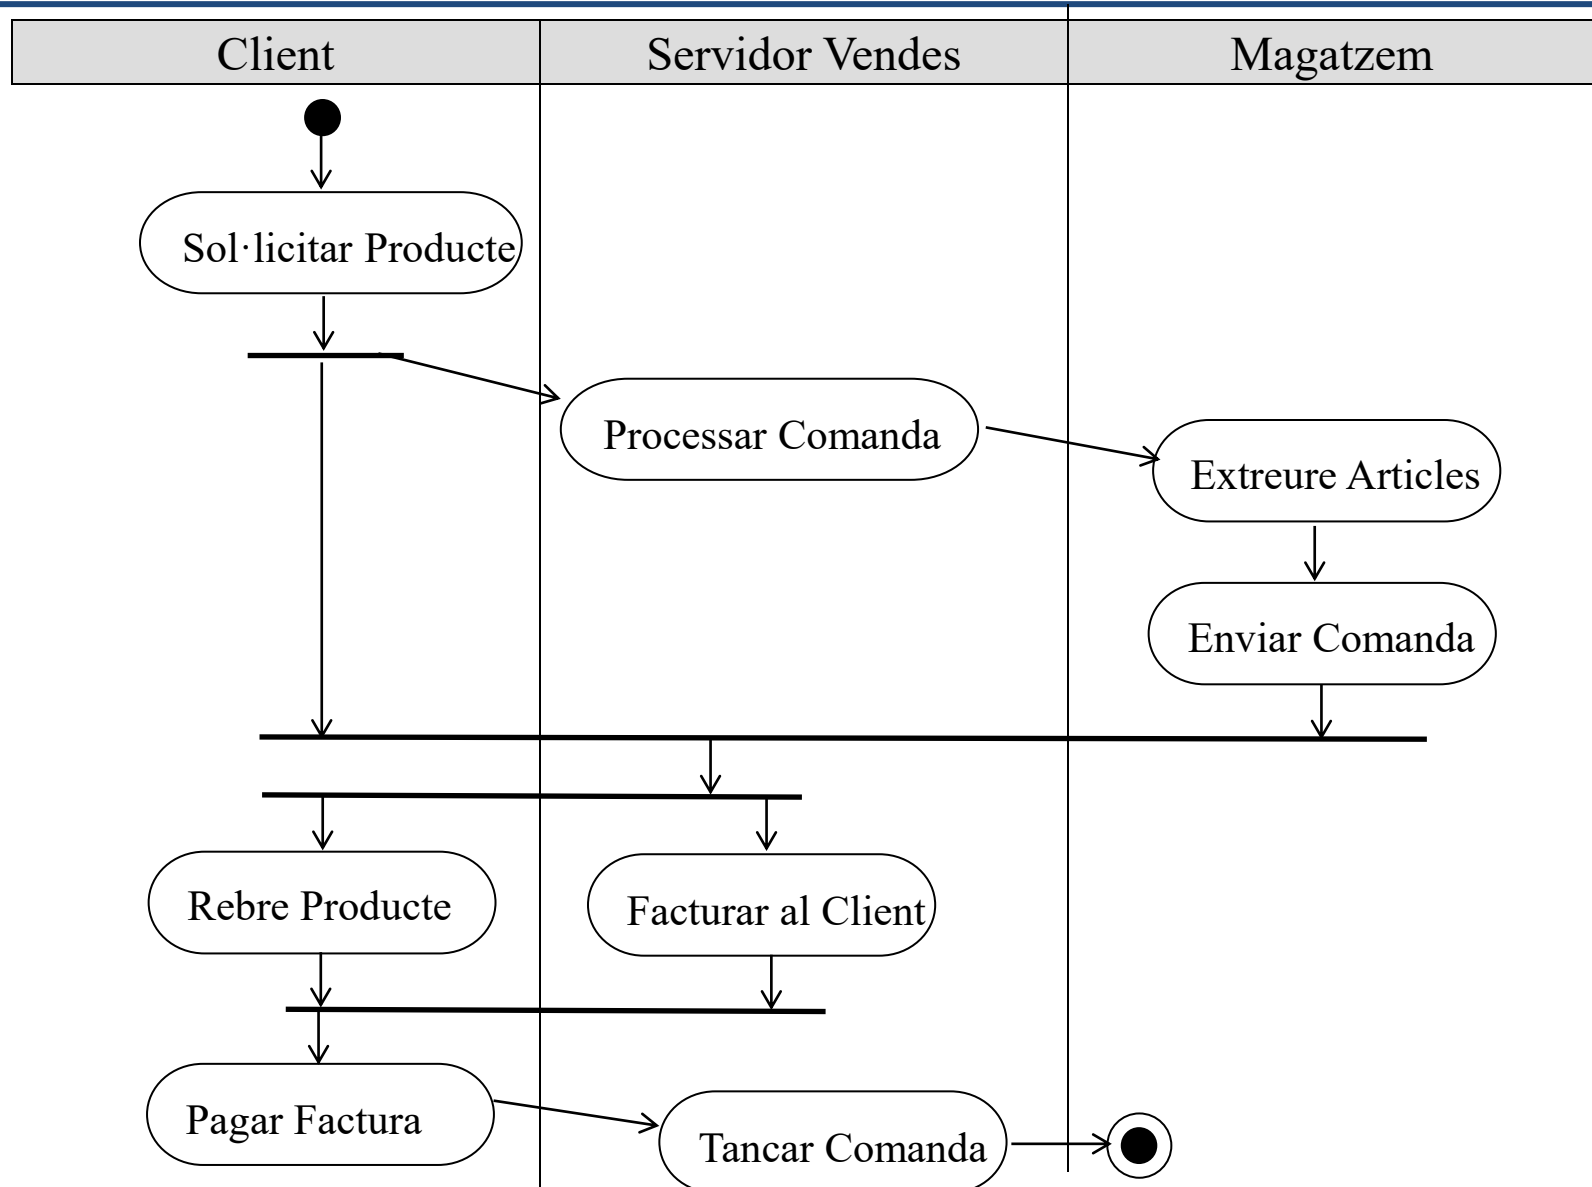 Client
Servidor Vendes
Magatzem
Sol·licitar Producte
Processar Comanda
Extreure Articles
Enviar Comanda
Rebre Producte
Facturar al Client
Pagar Factura
Tancar Comanda